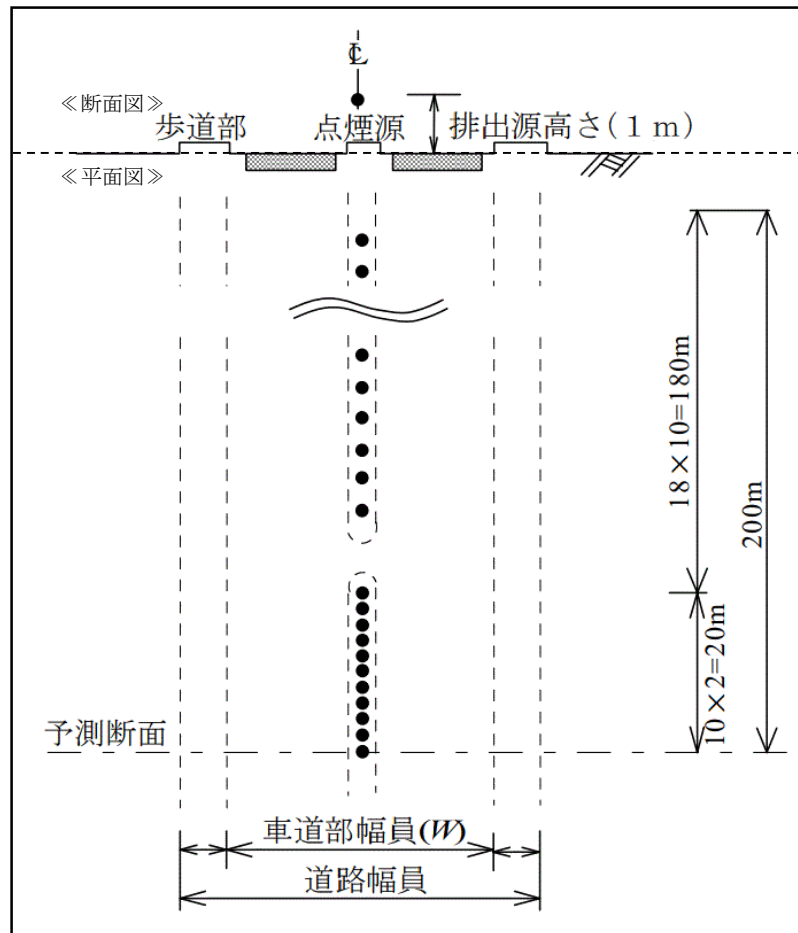 ℄
≪断面図≫
歩道部
点煙源
排出源高さ(1 m)
≪平面図≫
18×10=180m
200m
10×2=20m
予測断面
車道部幅員(W)
道路幅員